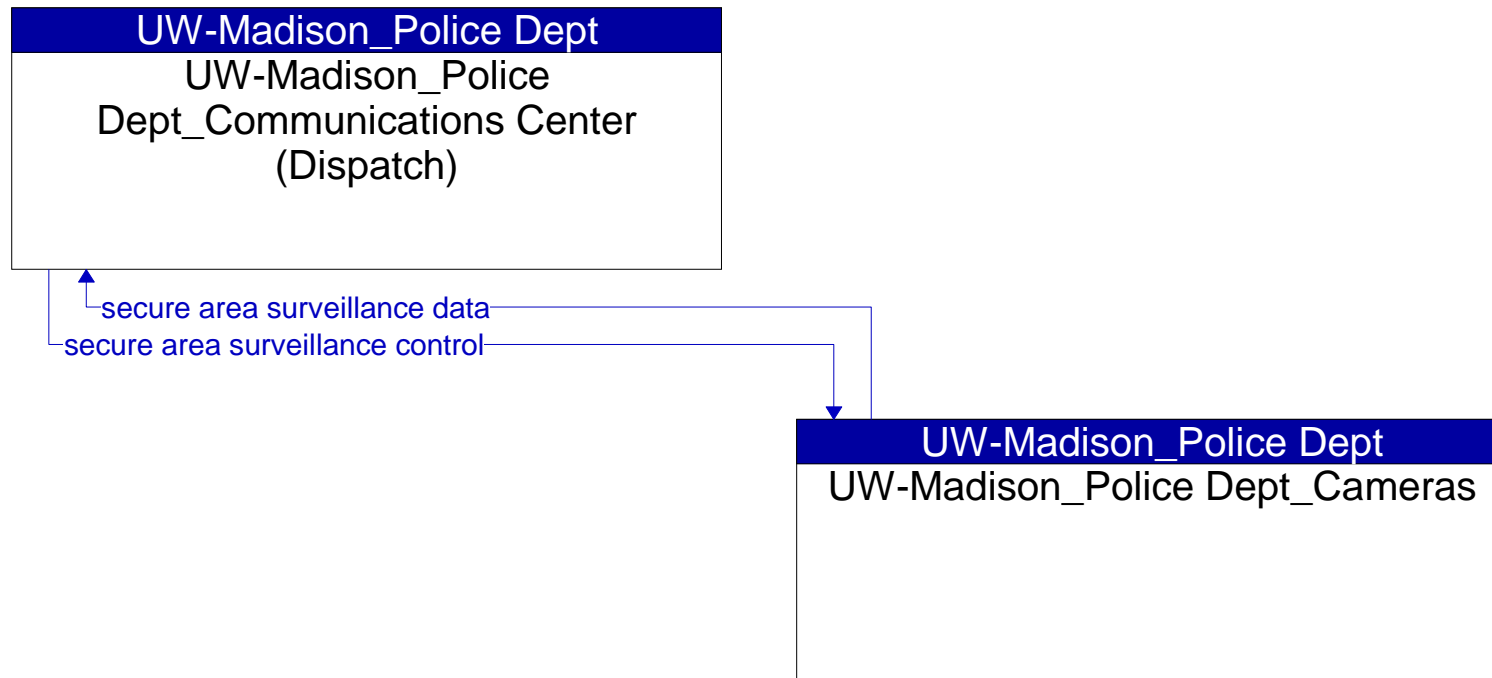 UW-Madison_Police Dept
UW-Madison_Police
Dept_Communications Center
(Dispatch)
secure area surveillance data
secure area surveillance control
UW-Madison_Police Dept
UW-Madison_Police Dept_Cameras